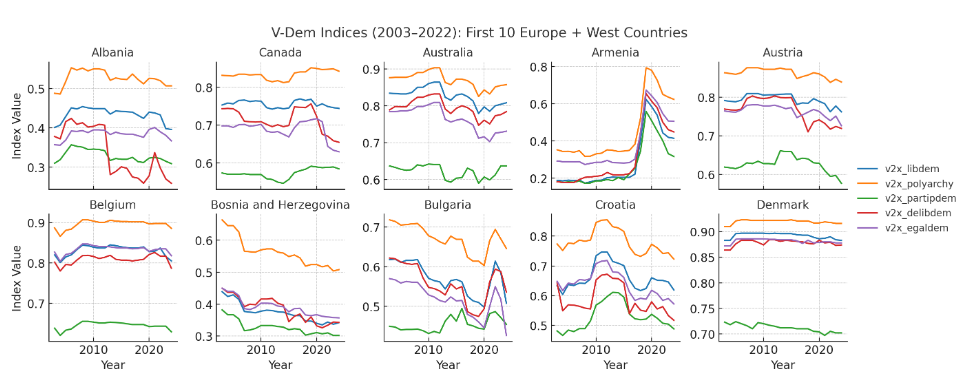 V-Dem Indices (2003–2022): First 10 Europe + West Countries
Albania
Canada
Australia
Armenia
Austria
Index Value
0.5
0.4
0.3
0.8
0.7
0.6
0.9
0.8
0.7
0.6
0.8
0.6
0.4
0.2
0.8
0.7
0.6
Belgium
Bosnia and Herzegovina
Bulgaria
Croatia
Denmark
Index Value
0.9
0.8
0.7
0.6
0.5
0.4
0.3
0.7
0.6
0.5
0.8
0.7
0.6
0.5
0.90
0.85
0.80
0.75
0.70
2010 2020
2010 2020
2010 2020
2010 2020
2010 2020
Year
Year
Year
Year
Year
v2x_libdem
v2x_polyarchy
v2x_partipdem
v2x_delibdem
v2x_egaldem